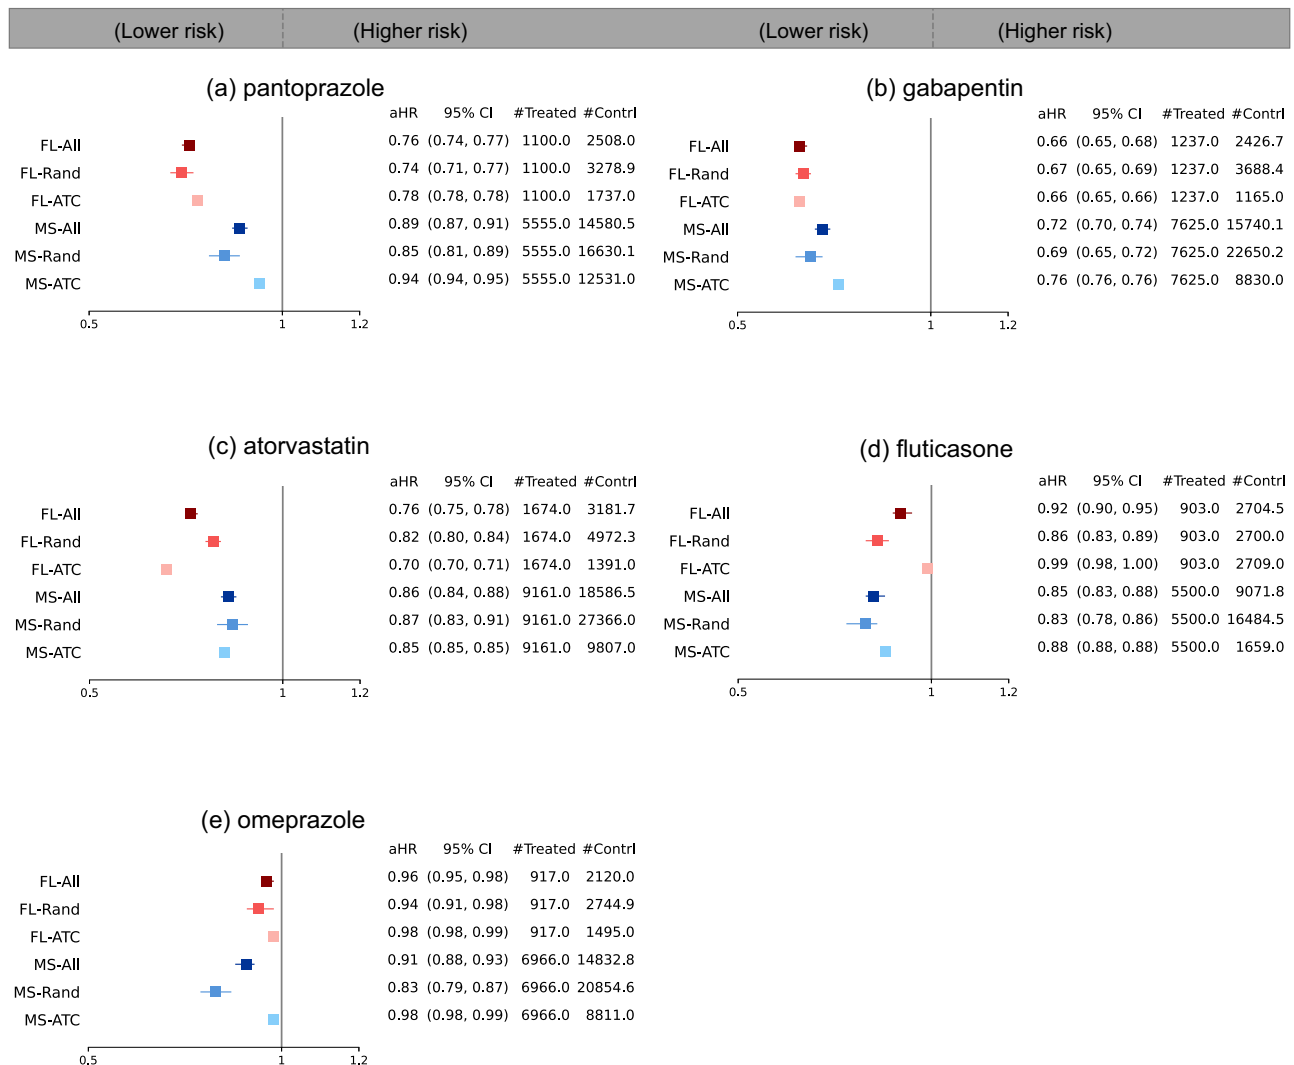 (Lower risk) (Higher risk) (Lower risk) (Higher risk)
(a) pantoprazole
aHR 95% CI #Treated #Contrl
FL-All 0.76 (0.74, 0.77) 1100.0 2508.0
FL-Rand 0.74 (0.71, 0.77) 1100.0 3278.9
FL-ATC 0.78 (0.78, 0.78) 1100.0 1737.0
MS-All 0.89 (0.87, 0.91) 5555.0 14580.5
MS-Rand 0.85 (0.81, 0.89) 5555.0 16630.1
MS-ATC 0.94 (0.94, 0.95) 5555.0 12531.0
0.5 1 1.2
(b) gabapentin
aHR 95% CI #Treated #Contrl
FL-All 0.66 (0.65, 0.68) 1237.0 2426.7
FL-Rand 0.67 (0.65, 0.69) 1237.0 3688.4
FL-ATC 0.66 (0.66, 0.66) 1237.0 1165.0
MS-All 0.72 (0.70, 0.74) 7625.0 15740.1
MS-Rand 0.69 (0.65, 0.72) 7625.0 22650.2
MS-ATC 0.76 (0.76, 0.76) 7625.0 8830.0
0.5 1 1.2
(c) atorvastatin
aHR 95% CI #Treated #Contrl
FL-All 0.76 (0.75, 0.78) 1674.0 3181.7
FL-Rand 0.82 (0.80, 0.84) 1674.0 4972.3
FL-ATC 0.70 (0.70, 0.71) 1674.0 1391.0
MS-All 0.86 (0.84, 0.88) 9161.0 18586.5
MS-Rand 0.87 (0.83, 0.91) 9161.0 27366.0
MS-ATC 0.85 (0.85, 0.85) 9161.0 9807.0
0.5 1 1.2
(d) fluticasone
aHR 95% CI #Treated #Contrl
FL-All 0.92 (0.90, 0.95) 903.0 2704.5
FL-Rand 0.86 (0.83, 0.89) 903.0 2700.0
FL-ATC 0.99 (0.98, 1.00) 903.0 2709.0
MS-All 0.85 (0.83, 0.88) 5500.0 9071.8
MS-Rand 0.83 (0.78, 0.86) 5500.0 16484.5
MS-ATC 0.88 (0.88, 0.88) 5500.0 1659.0
0.5 1 1.2
(e) omeprazole
aHR 95% CI #Treated #Contrl
FL-All 0.96 (0.95, 0.98) 917.0 2120.0
FL-Rand 0.94 (0.91, 0.98) 917.0 2744.9
FL-ATC 0.98 (0.98, 0.99) 917.0 1495.0
MS-All 0.91 (0.88, 0.93) 6966.0 14832.8
MS-Rand 0.83 (0.79, 0.87) 6966.0 20854.6
MS-ATC 0.98 (0.98, 0.99) 6966.0 8811.0
0.5 1 1.2